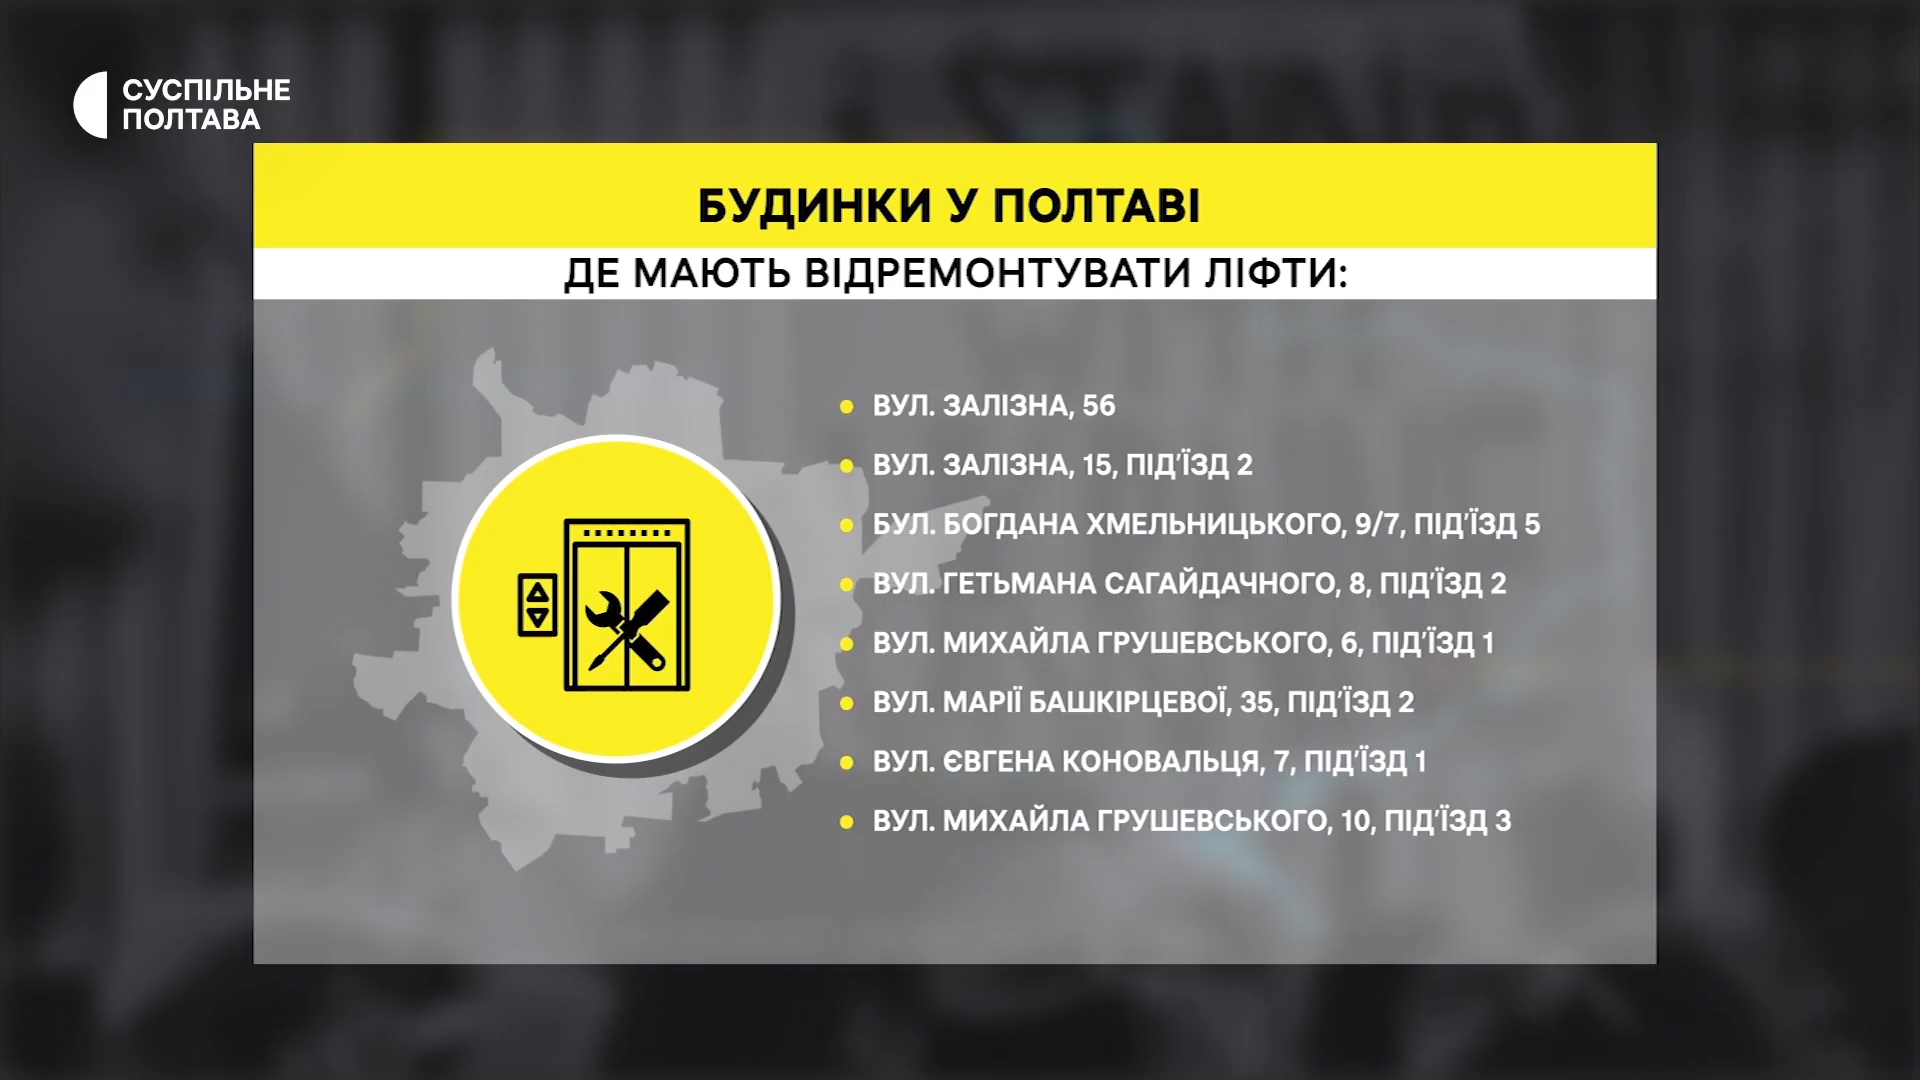 СУСПІЛЬНЕ
ПОЛТАВА
БУДИНКИ У ПОЛТАВІ
ДЕ МАЮТЬ ВІДРЕМОНТУВАТИ ЛІФТИ:
ВУЛ. ЗАЛІЗНА, 56
ВУЛ. ЗАЛІЗНА, 15, ПІД’ЇЗД 2
БУЛ. БОГДАНА ХМЕЛЬНИЦЬКОГО, 9/7, ПІД’ЇЗД 5
ВУЛ. ГЕТЬМАНА САГАЙДАЧНОГО, 8, ПІД’ЇЗД 2
ВУЛ. МИХАЙЛА ГРУШЕВСЬКОГО, 6, ПІД’ЇЗД 1
ВУЛ. МАРІЇ БАШКІРЦЕВОЇ, 35, ПІД’ЇЗД 2
ВУЛ. ЄВГЕНА КОНОВАЛЬЦЯ, 7, ПІД’ЇЗД 1
ВУЛ. МИХАЙЛА ГРУШЕВСЬКОГО, 10, ПІД’ЇЗД 3